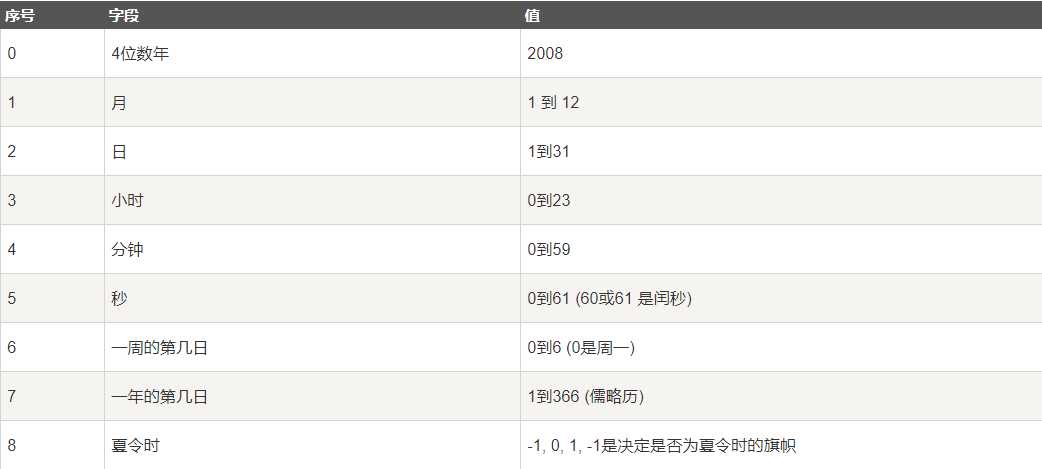 序号 字段 值
0 4位数年 2008
1 月 1 到 12
2 日 1到31
3 小时 0到23
4 分钟 0到59
5 秒 0到61 (60或61 是闰秒)
6 一周的第几日 0到6 (0是周一)
7 一年的第几日 1到366 (儒略历)
8 夏令时 -1, 0, 1, -1是决定是否为夏令时的旗帜